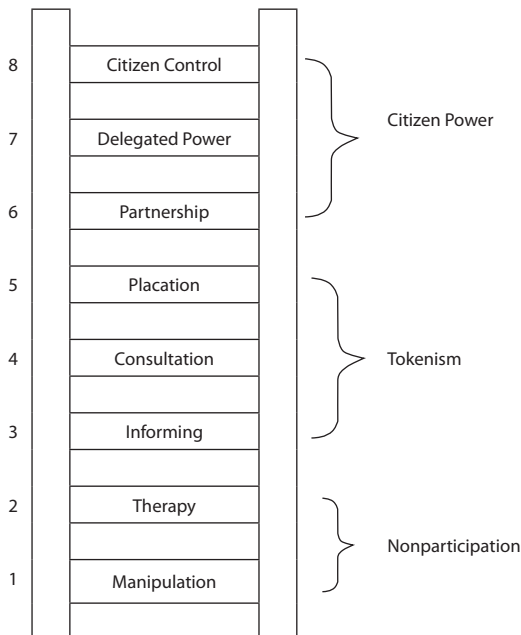 8 Citizen Control
Citizen Power
7 Delegated Power
6 Partnership
5 Placation
4 Consultation Tokenism
3 Informing
2 Therapy
Nonparticipation
1 Manipulation